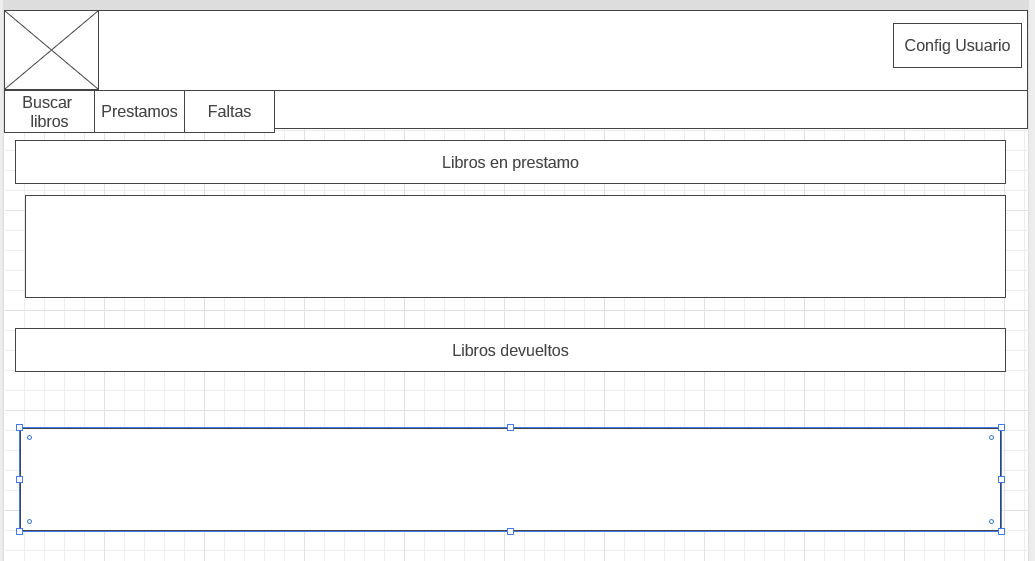 Config Usuario
Buscar
libros
Prestamos
Faltas
Libros en prestamo
Libros devueltos